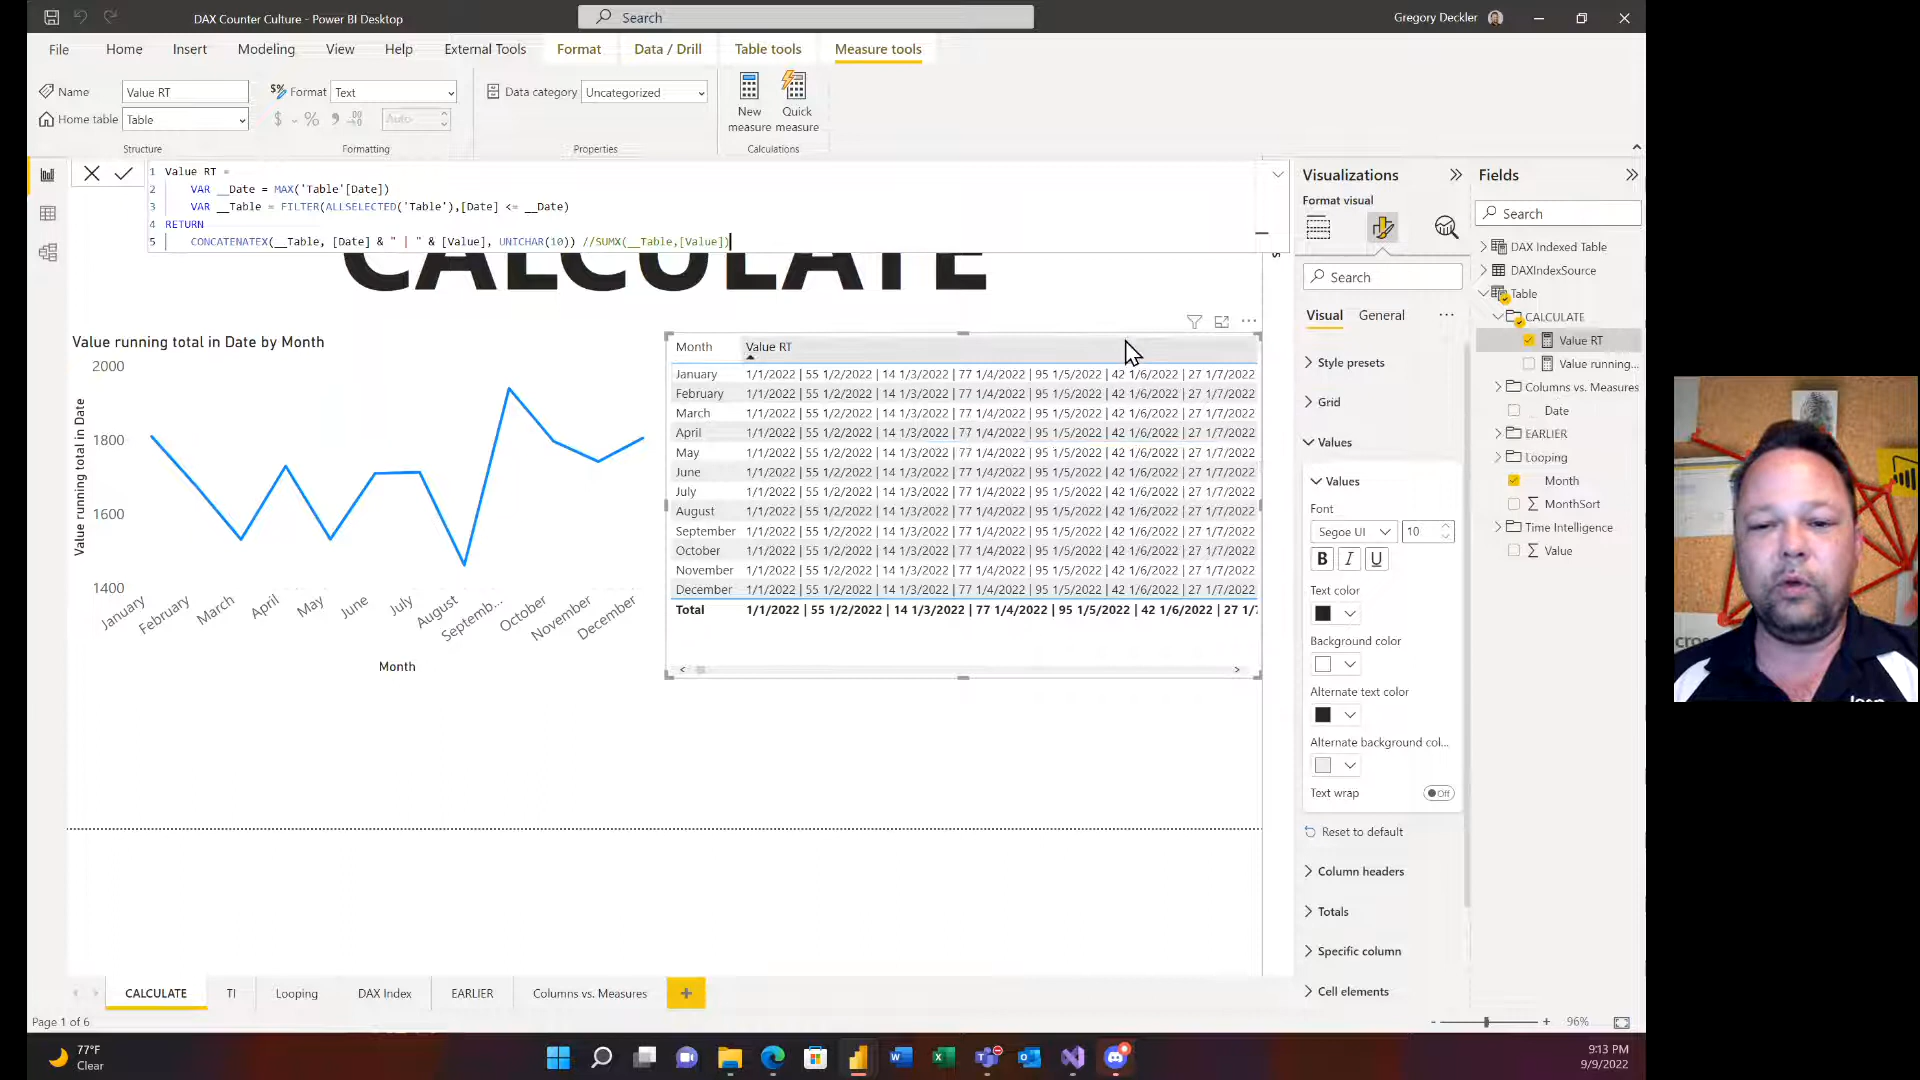 DAX Counter Culture - Power BI Desktop
Search
Gregory Deckler
File Home Insert Modeling View Help External Tools Format Data / Drill Table tools Measure tools
Name Value RT
$% Format Text
Data category Uncategorized
Home table Table
$ % Auto
New measure
Quick measure
Structure Formatting Properties Calculations
1 Value RT =
2 VAR __Date = MAX('Table'[Date])
3 VAR __Table = FILTER(ALLSELECTED('Table'),[Date] <= __Date)
4 RETURN
5 CONCATENATEX(__Table, [Date] & " | " & [Value], UNICHAR(10)) //SUMX(__Table,[Value])
CALCULATE
Value running total in Date by Month
Value running total in Date
2000
1800
1600
1400
January February March April May June July August Septemb... October November December
Month
Month Value RT
January 1/1/2022 | 55 1/2/2022 | 14 1/3/2022 | 77 1/4/2022 | 95 1/5/2022 | 42 1/6/2022 | 27 1/7/2022
February 1/1/2022 | 55 1/2/2022 | 14 1/3/2022 | 77 1/4/2022 | 95 1/5/2022 | 42 1/6/2022 | 27 1/7/2022
March 1/1/2022 | 55 1/2/2022 | 14 1/3/2022 | 77 1/4/2022 | 95 1/5/2022 | 42 1/6/2022 | 27 1/7/2022
April 1/1/2022 | 55 1/2/2022 | 14 1/3/2022 | 77 1/4/2022 | 95 1/5/2022 | 42 1/6/2022 | 27 1/7/2022
May 1/1/2022 | 55 1/2/2022 | 14 1/3/2022 | 77 1/4/2022 | 95 1/5/2022 | 42 1/6/2022 | 27 1/7/2022
June 1/1/2022 | 55 1/2/2022 | 14 1/3/2022 | 77 1/4/2022 | 95 1/5/2022 | 42 1/6/2022 | 27 1/7/2022
July 1/1/2022 | 55 1/2/2022 | 14 1/3/2022 | 77 1/4/2022 | 95 1/5/2022 | 42 1/6/2022 | 27 1/7/2022
August 1/1/2022 | 55 1/2/2022 | 14 1/3/2022 | 77 1/4/2022 | 95 1/5/2022 | 42 1/6/2022 | 27 1/7/2022
September 1/1/2022 | 55 1/2/2022 | 14 1/3/2022 | 77 1/4/2022 | 95 1/5/2022 | 42 1/6/2022 | 27 1/7/2022
October 1/1/2022 | 55 1/2/2022 | 14 1/3/2022 | 77 1/4/2022 | 95 1/5/2022 | 42 1/6/2022 | 27 1/7/2022
November 1/1/2022 | 55 1/2/2022 | 14 1/3/2022 | 77 1/4/2022 | 95 1/5/2022 | 42 1/6/2022 | 27 1/7/2022
December 1/1/2022 | 55 1/2/2022 | 14 1/3/2022 | 77 1/4/2022 | 95 1/5/2022 | 42 1/6/2022 | 27 1/7/2022
Total 1/1/2022 | 55 1/2/2022 | 14 1/3/2022 | 77 1/4/2022 | 95 1/5/2022 | 42 1/6/2022 | 27 1/7
Visualizations
Format visual
Search
Visual General
Style presets
Grid
Values
Values
Font
Segoe UI 10
B I U
Text color
Background color
Alternate text color
Alternate background col...
Text wrap Off
Reset to default
Column headers
Totals
Specific column
Cell elements
Fields
Search
DAX Indexed Table
DAXIndexSource
Table
CALCULATE
Value RT
Value running...
Columns vs. Measures
Date
EARLIER
Looping
Month
MonthSort
Time Intelligence
Value
CALCULATE TI Looping DAX Index EARLIER Columns vs. Measures
Page 1 of 6
96%
77°F
Clear
9:13 PM
9/9/2022